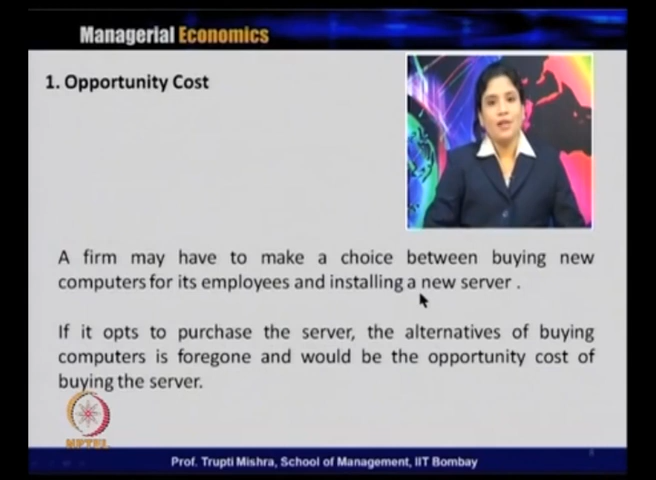 Managerial Economics
1. Opportunity Cost
A firm may have to make a choice between buying new
computers for its employees and installing a new server .
If it opts to purchase the server, the alternatives of buying
computers is foregone and would be the opportunity cost of
buying the server.
NPTEL
Prof. Trupti Mishra, School of Management, IIT Bombay